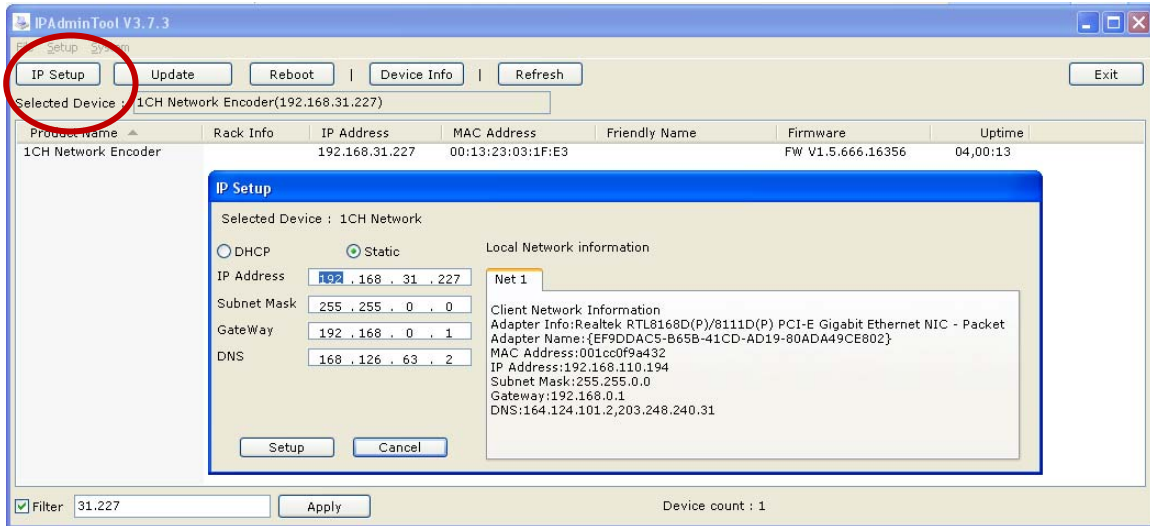 IPAdminTool V3.7.3
File Setup System
IP Setup Update Reboot | Device Info | Refresh Exit
Selected Device : 1CH Network Encoder(192.168.31.227)
Product Name Rack Info IP Address MAC Address Friendly Name Firmware Uptime
1CH Network Encoder 192.168.31.227 00:13:23:03:1F:E3 FW V1.5.666.16356 04,00:13
IP Setup
Selected Device : 1CH Network
DHCP Static
IP Address 192 . 168 . 31 . 227
Subnet Mask 255 . 255 . 0 . 0
GateWay 192 . 168 . 0 . 1
DNS 168 . 126 . 63 . 2
Setup Cancel
Local Network information
Net 1
Client Network Information
Adapter Info:Realtek RTL8168D(P)/8111D(P) PCI-E Gigabit Ethernet NIC - Packet
Adapter Name:{EF9DDAC5-B65B-41CD-AD19-80ADA49CE802}
MAC Address:001cc0f9a432
IP Address:192.168.110.194
Subnet Mask:255.255.0.0
Gateway:192.168.0.1
DNS:164.124.101.2,203.248.240.31
Filter 31.227 Apply Device count : 1